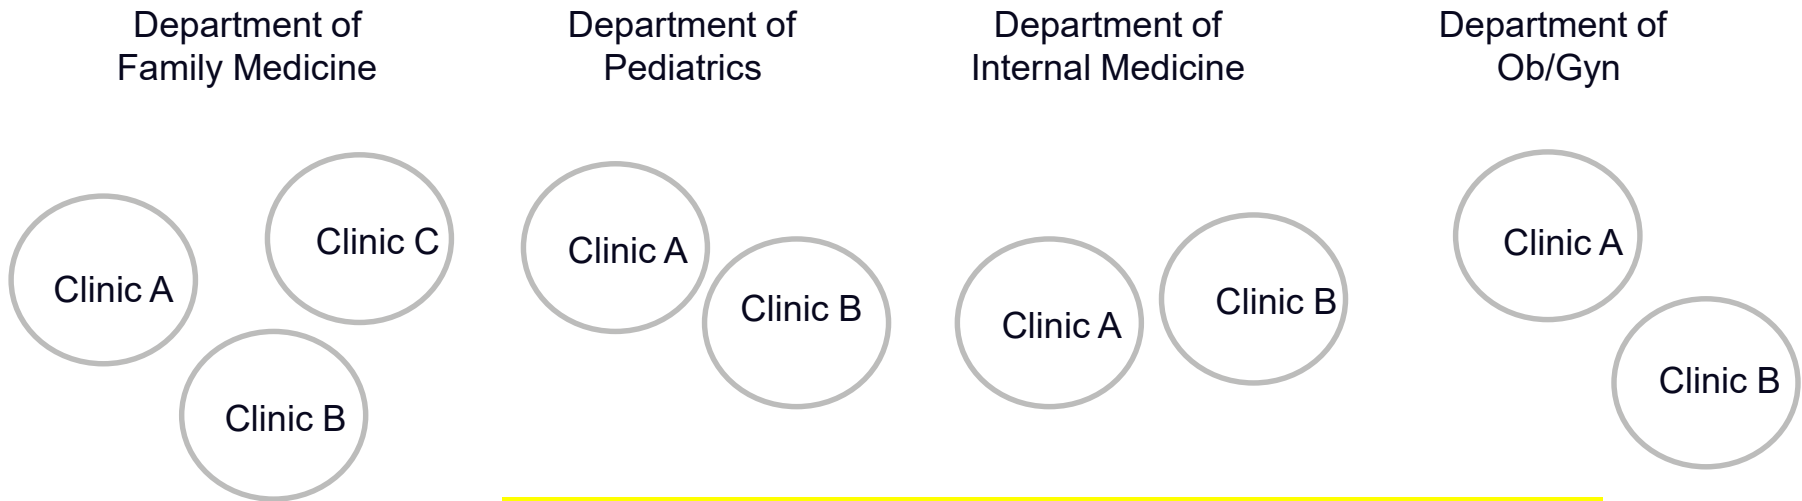 Department of
Family Medicine
Department of
Pediatrics
Department of
Internal Medicine
Department of
Ob/Gyn
Clinic A
Clinic C
Clinic B
Clinic A
Clinic B
Clinic A
Clinic B
Clinic A
Clinic B